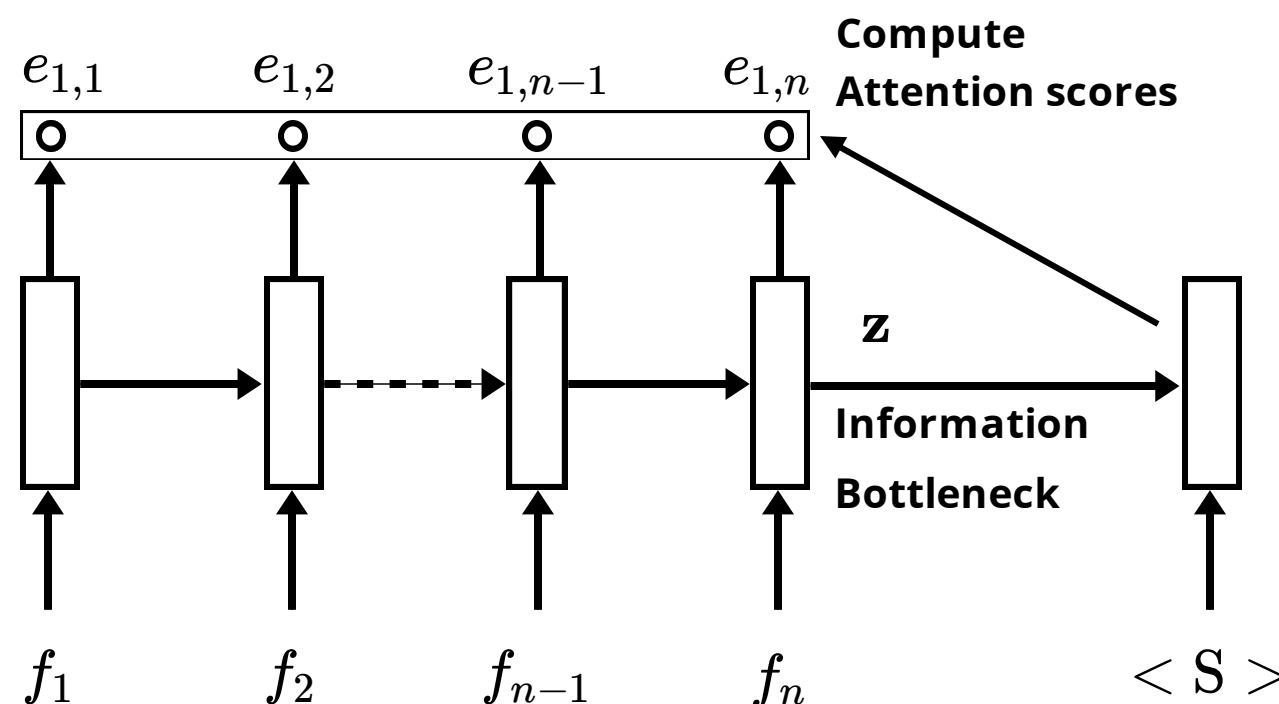 e_{1,1} e_{1,2} e_{1,n-1} e_{1,n}
Compute
Attention scores
z
Information
Bottleneck
f_1 f_2 f_{n-1} f_n < S >